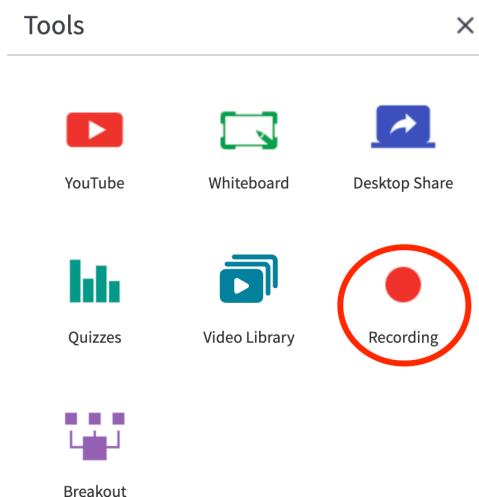 Tools
YouTube
Whiteboard
Desktop Share
Quizzes
Video Library
Recording
Breakout